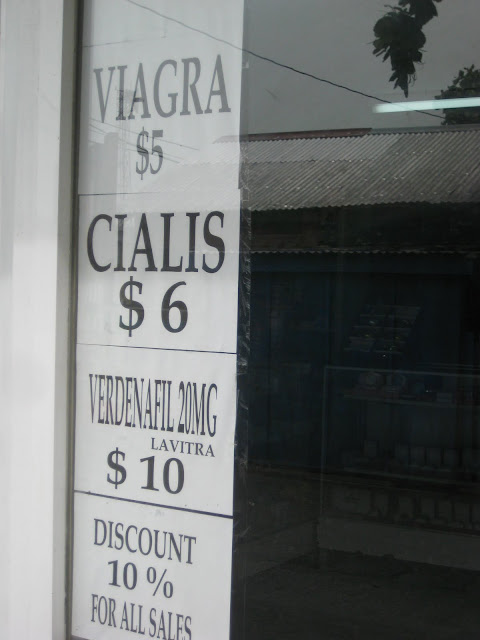 VIAGRA
$5
CIALIS
$ 6
VERDENAFIL 20MG
LAVITRA
$ 10
DISCOUNT
10 %
FOR ALL SALES